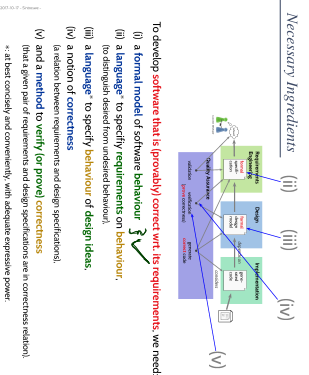 Necessary Ingredients
Requirements Engineering
Design
Implementation
Quality Assurance
(ii)
(iii)
(iv)
(v)
To develop software that is (provably) correct wrt. its requirements, we need:
(i) a formal model of software behaviour
(ii) a language* to specify requirements on behaviour,
(to distinguish desired from undesired behaviour),
(iii) a language* to specify behaviour of design ideas,
(iv) a notion of correctness
(a relation between requirements and design specifications),
(v) and a method to verify (or prove) correctness
(that a given pair of requirements and design specifications are in correctness relation).
*: at best concisely and conveniently, with adequate expressive power.